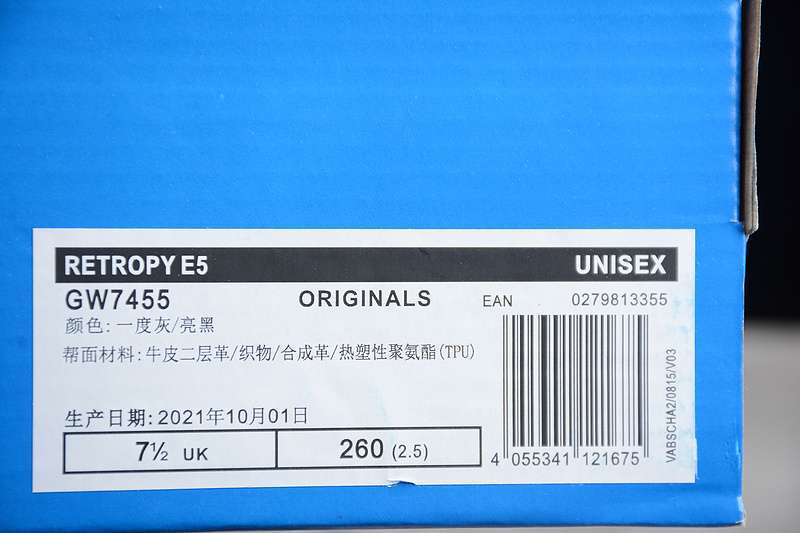 RETROPY E5 UNISEX
GW7455 ORIGINALS EAN 0279813355
颜色:一度灰/亮黑
帮面材料:牛皮二层革/织物/合成革/热塑性聚氨酯(TPU)
生产日期:2021年10月01日
7½ UK 260 (2.5)
4 055341 121675
VABSCHA2/0815/V03